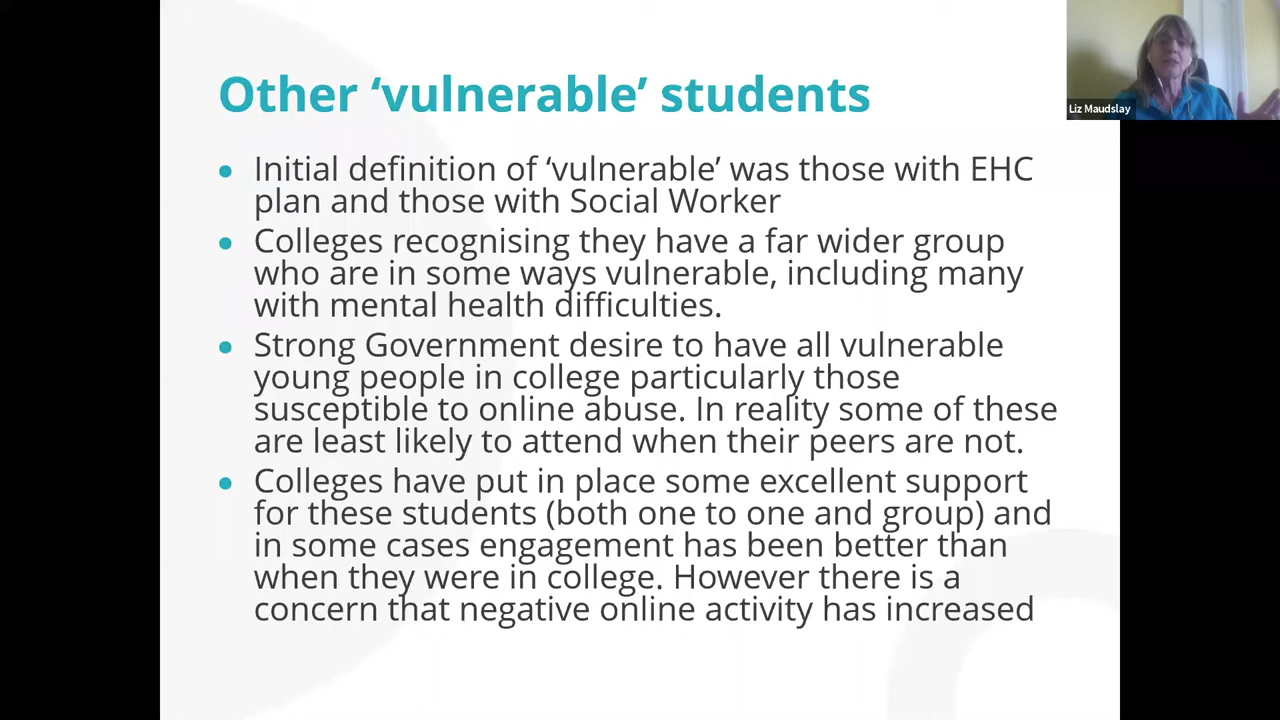 Other ‘vulnerable’ students
Liz Maudslay
• Initial definition of ‘vulnerable’ was those with EHC
plan and those with Social Worker
• Colleges recognising they have a far wider group
who are in some ways vulnerable, including many
with mental health difficulties.
• Strong Government desire to have all vulnerable
young people in college particularly those
susceptible to online abuse. In reality some of these
are least likely to attend when their peers are not.
• Colleges have put in place some excellent support
for these students (both one to one and group) and
in some cases engagement has been better than
when they were in college. However there is a
concern that negative online activity has increased